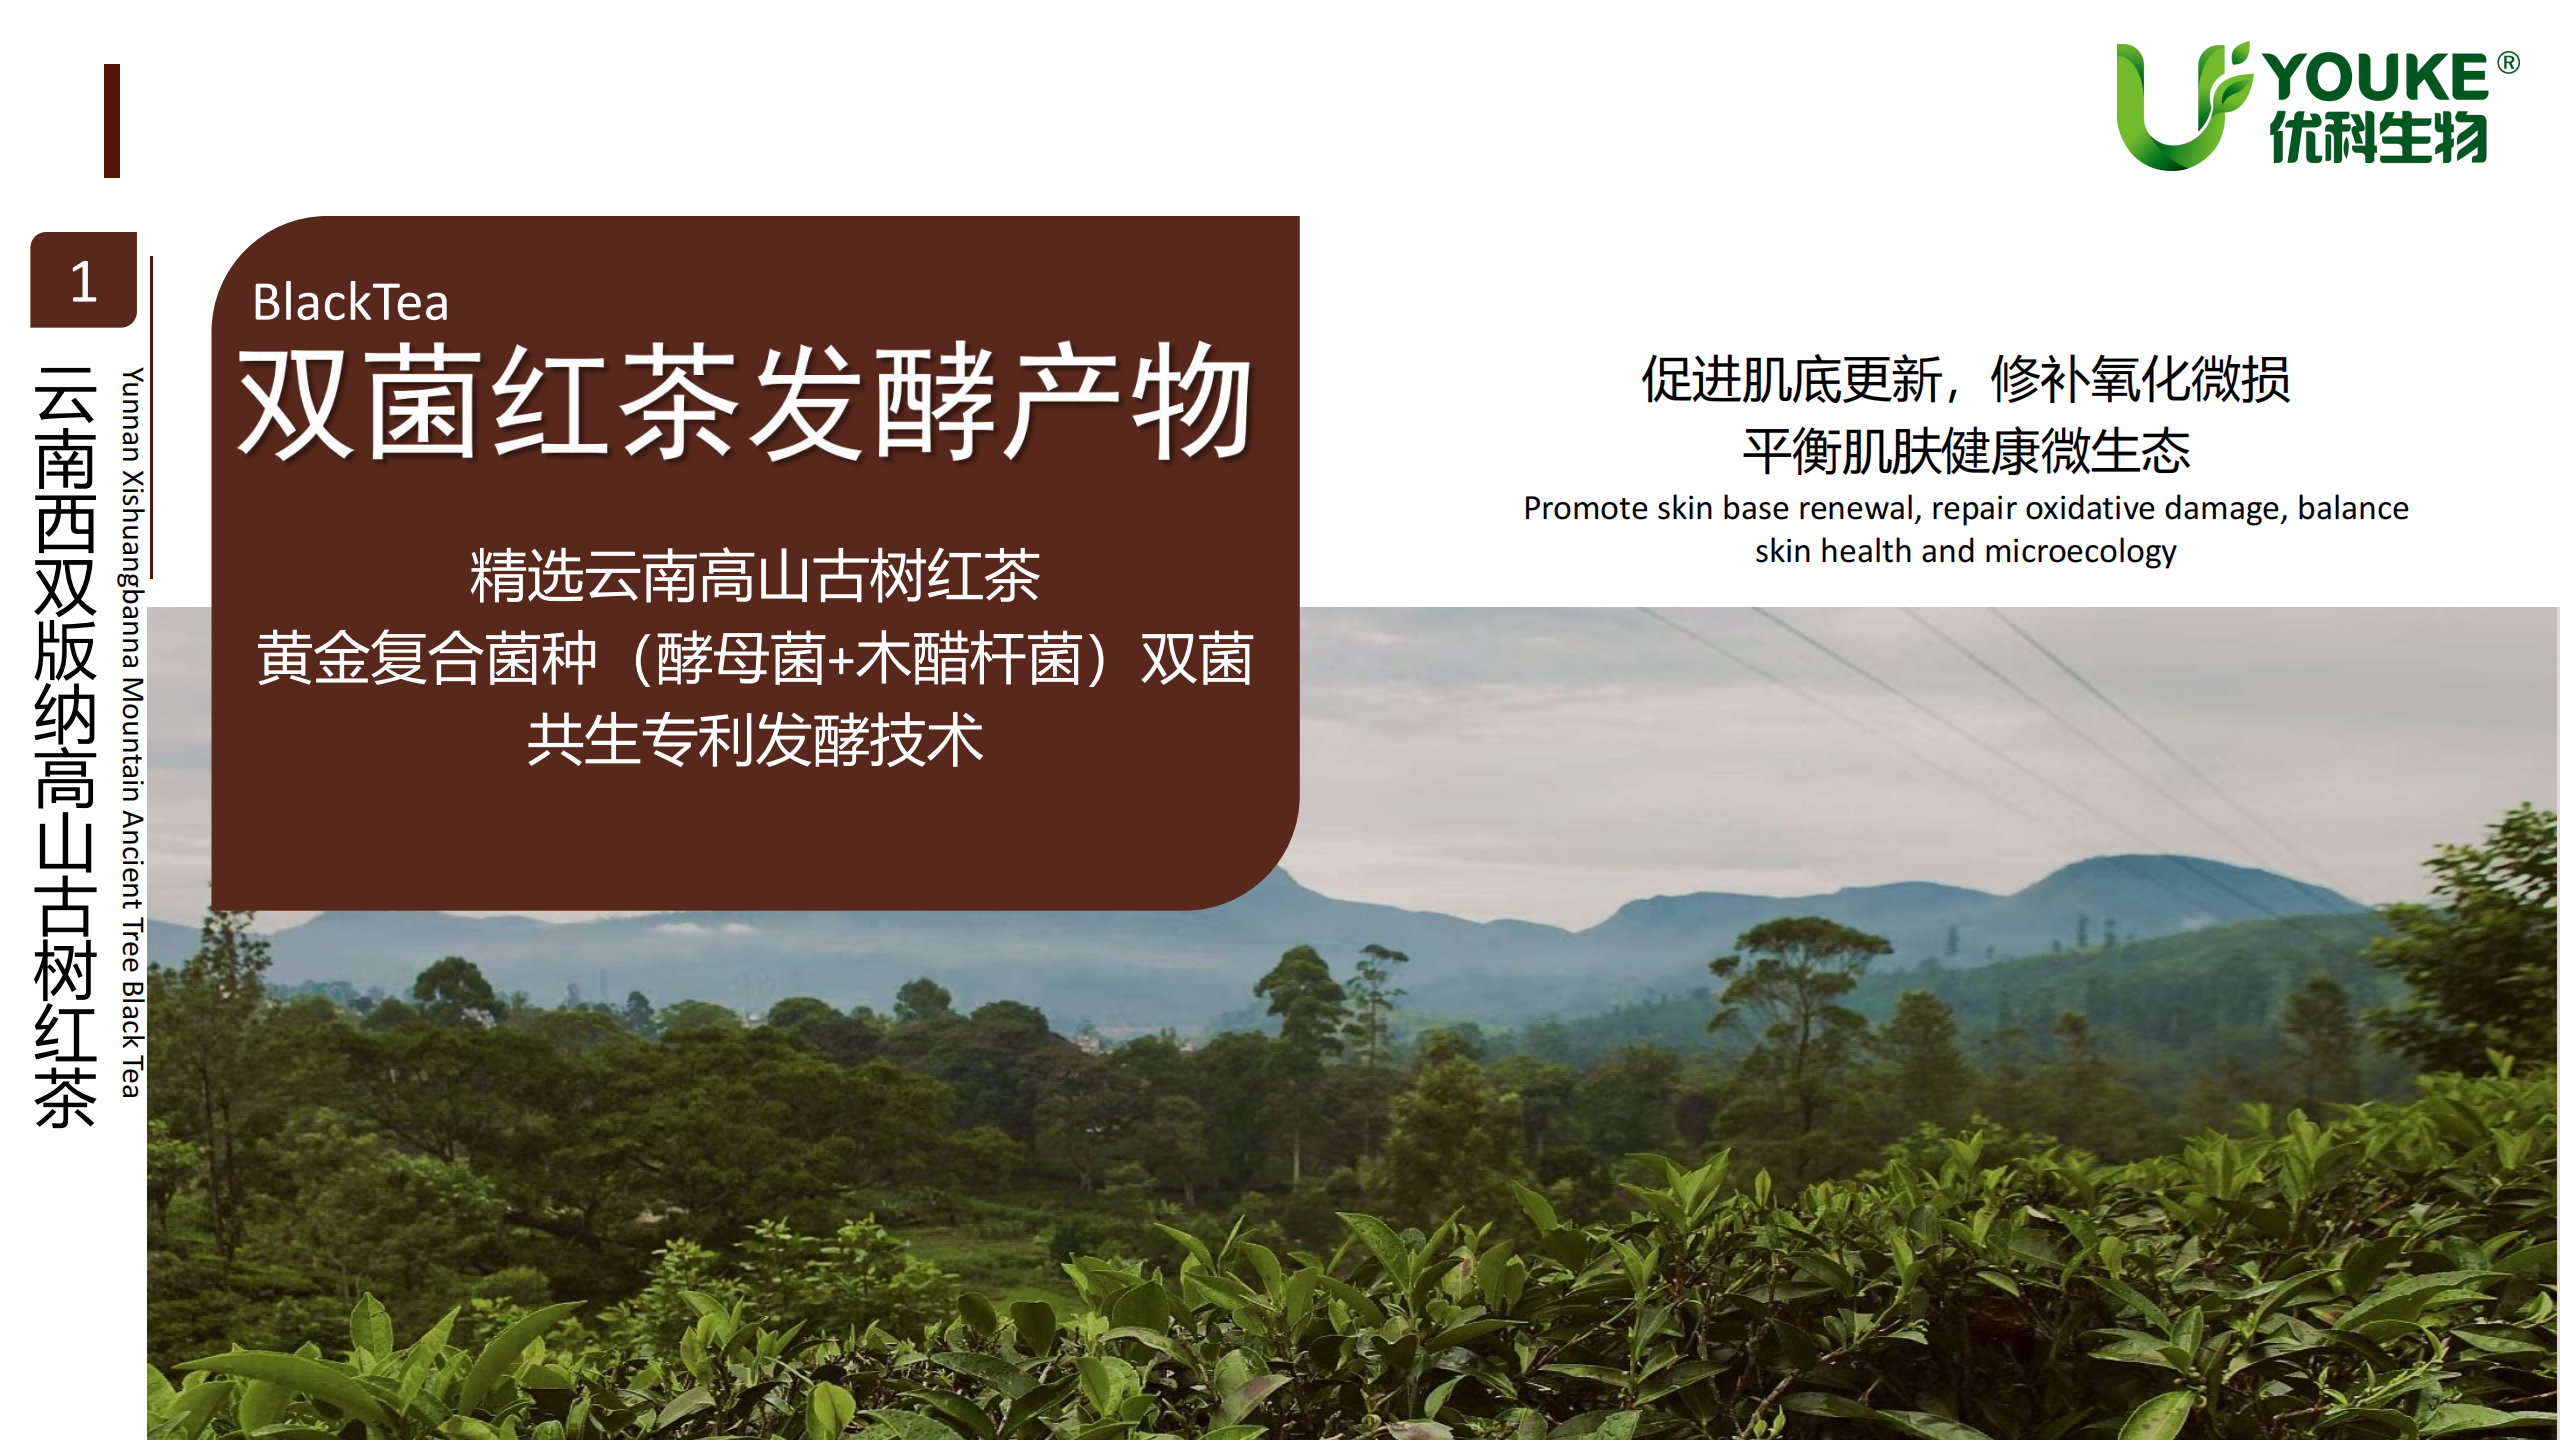 YOUKE®
优科生物
1
云南西双版纳高山古树红茶
Yunnan Xishuangbanna Mountain Ancient Tree Black Tea
BlackTea
双菌红茶发酵产物
精选云南高山古树红茶
黄金复合菌种（酵母菌+木醋杆菌）双菌
共生专利发酵技术
促进肌底更新，修补氧化微损
平衡肌肤健康微生态
Promote skin base renewal, repair oxidative damage, balance
skin health and microecology